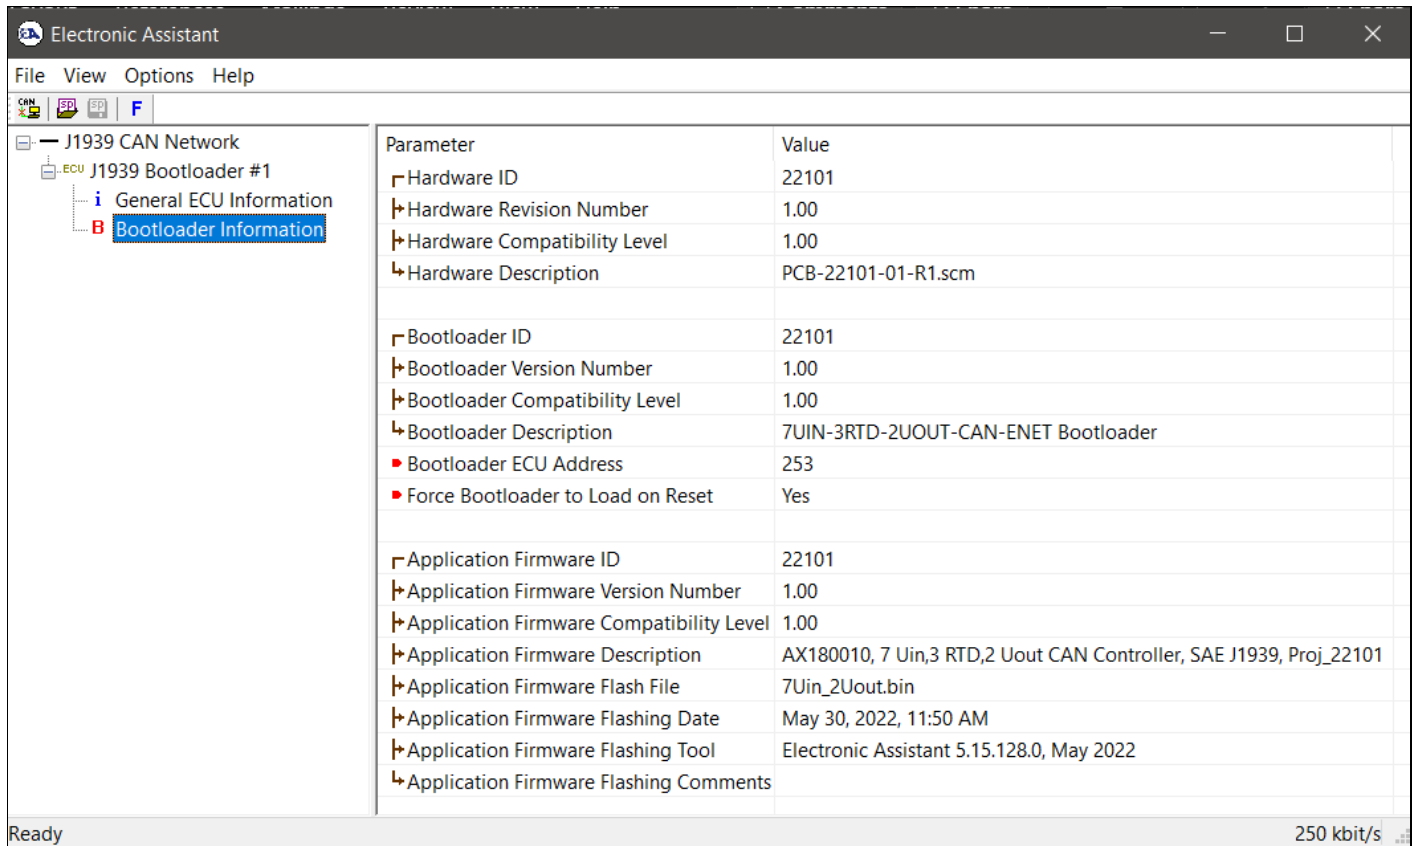 Electronic Assistant
File View Options Help
CAN SP SP F
J1939 CAN Network
ECU J1939 Bootloader #1
i General ECU Information
B Bootloader Information
Parameter Value
Hardware ID 22101
Hardware Revision Number 1.00
Hardware Compatibility Level 1.00
Hardware Description PCB-22101-01-R1.scm
Bootloader ID 22101
Bootloader Version Number 1.00
Bootloader Compatibility Level 1.00
Bootloader Description 7UIN-3RTD-2UOUT-CAN-ENET Bootloader
Bootloader ECU Address 253
Force Bootloader to Load on Reset Yes
Application Firmware ID 22101
Application Firmware Version Number 1.00
Application Firmware Compatibility Level 1.00
Application Firmware Description AX180010, 7 Uin,3 RTD,2 Uout CAN Controller, SAE J1939, Proj_22101
Application Firmware Flash File 7Uin_2Uout.bin
Application Firmware Flashing Date May 30, 2022, 11:50 AM
Application Firmware Flashing Tool Electronic Assistant 5.15.128.0, May 2022
Application Firmware Flashing Comments
Ready 250 kbit/s